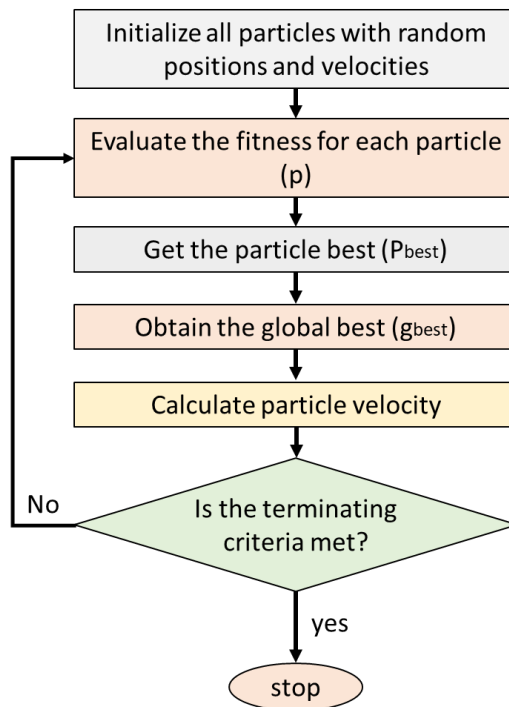 Initialize all particles with random
positions and velocities
Evaluate the fitness for each particle
(p)
Get the particle best (Pbest)
Obtain the global best (gbest)
Calculate particle velocity
Is the terminating
criteria met?
No
yes
stop